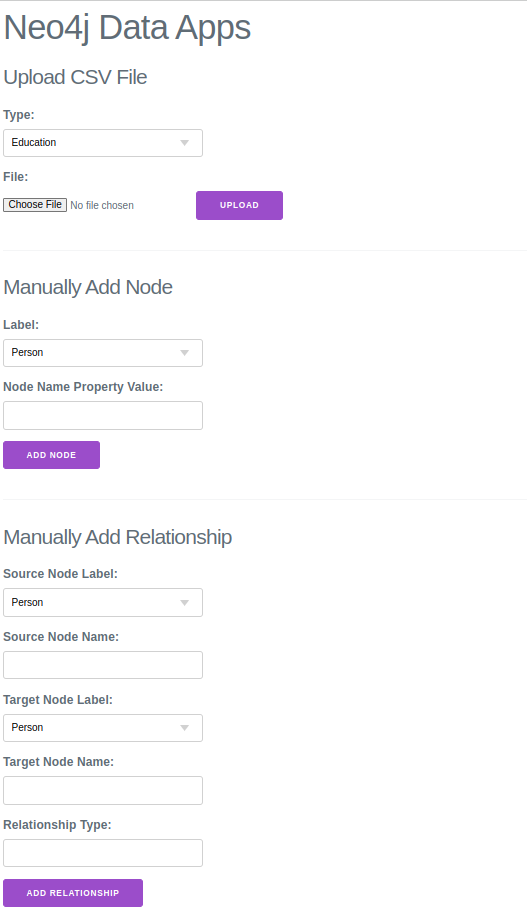 Neo4j Data Apps
Upload CSV File
Type:
Education
File:
Choose File No file chosen UPLOAD
Manually Add Node
Label:
Person
Node Name Property Value:
ADD NODE
Manually Add Relationship
Source Node Label:
Person
Source Node Name:
Target Node Label:
Person
Target Node Name:
Relationship Type:
ADD RELATIONSHIP